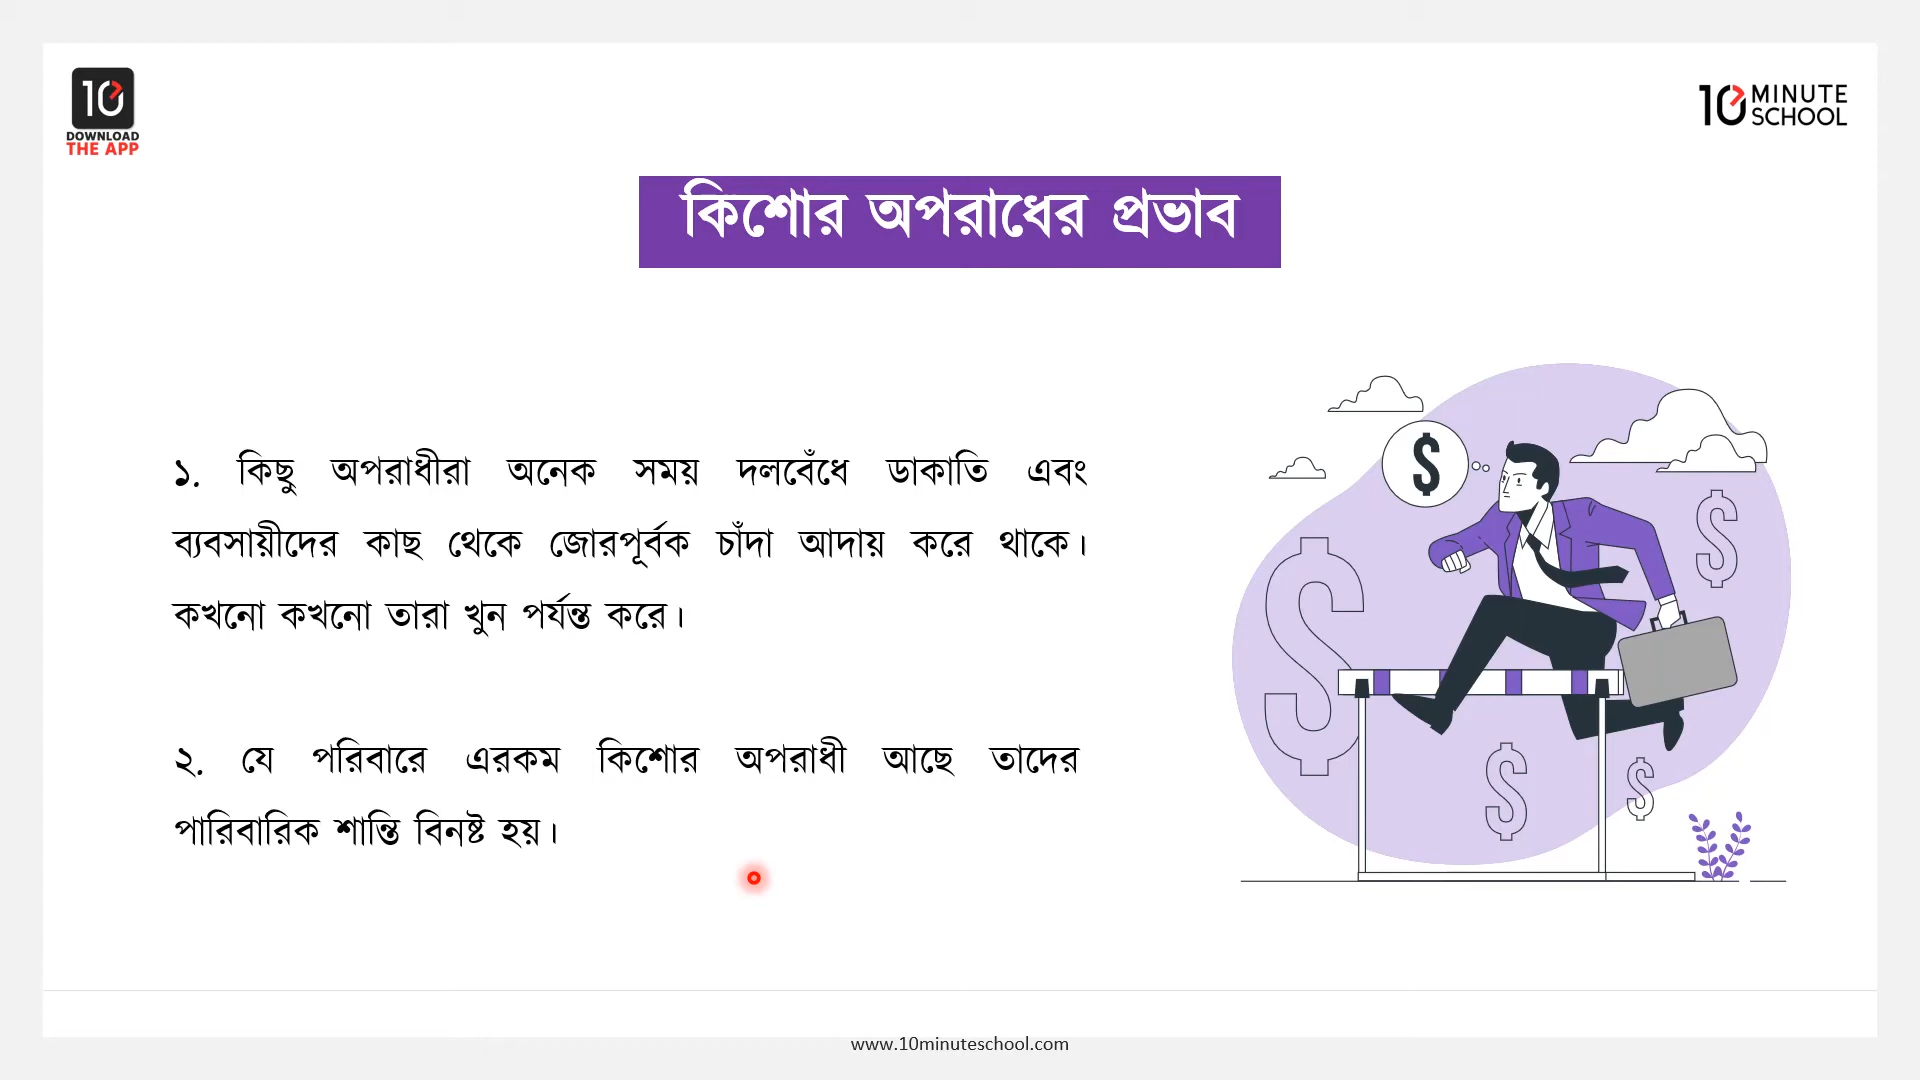 10
DOWNLOAD
THE APP
10 MINUTE
SCHOOL
কিশোর অপরাধের প্রভাব
১. কিছু অপরাধীরা অনেক সময় দলবেঁধে ডাকাতি এবং
ব্যবসায়ীদের কাছ থেকে জোরপূর্বক চাঁদা আদায় করে থাকে।
কখনো কখনো তারা খুন পর্যন্ত করে।
২. যে পরিবারে এরকম কিশোর অপরাধী আছে তাদের
পারিবারিক শান্তি বিনষ্ট হয়।
$
$
$
$
$
www.10minuteschool.com